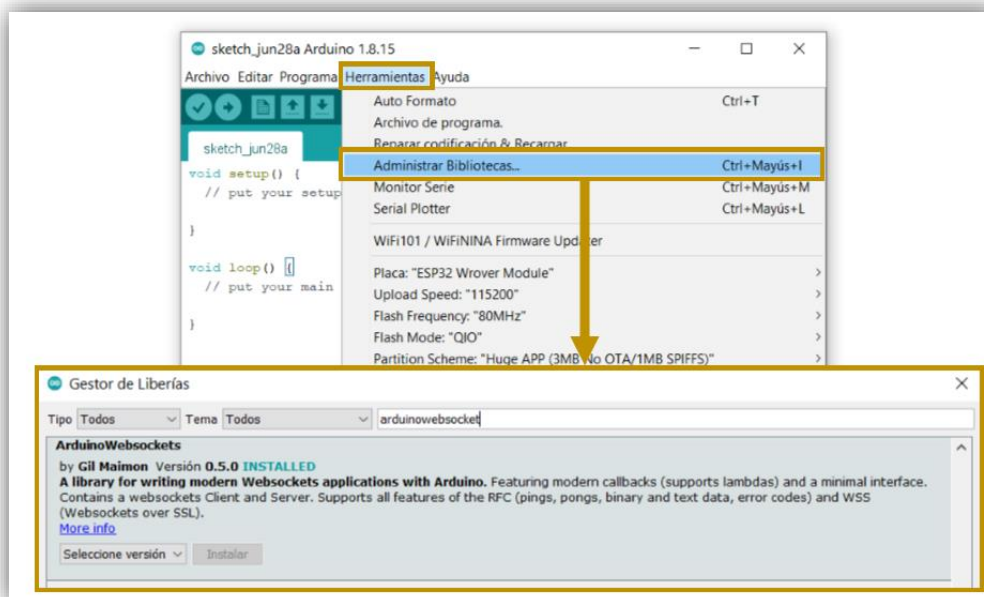 sketch_jun28a Arduino 1.8.15
Archivo Editar Programa Herramientas Ayuda
Auto Formato Ctrl+T
Archivo de programa.
Reparar codificación & Recargar
sketch_jun28a
Administrar Bibliotecas... Ctrl+Mayús+I
void setup() {
// put your setup
Monitor Serie Ctrl+Mayús+M
Serial Plotter Ctrl+Mayús+L
}
WiFi101 / WiFiNINA Firmware Updater
void loop() {
// put your main
}
Placa: "ESP32 Wrover Module"
Upload Speed: "115200"
Flash Frequency: "80MHz"
Flash Mode: "QIO"
Partition Scheme: "Huge APP (3MB No OTA/1MB SPIFFS)"
Gestor de Liberías
Tipo Todos Tema Todos arduinowebsocket
ArduinoWebsockets
by Gil Maimon Versión 0.5.0 INSTALLED
A library for writing modern Websockets applications with Arduino. Featuring modern callbacks (supports lambdas) and a minimal interface.
Contains a websockets Client and Server. Supports all features of the RFC (pings, pongs, binary and text data, error codes) and WSS
(Websockets over SSL).
More info
Seleccione versión Instalar